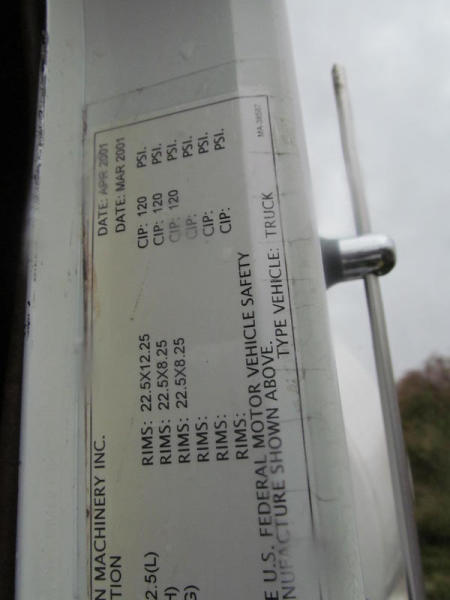 DATE: APR 2001
N MACHINERY INC. DATE: MAR 2001
TION
2.5(L) RIMS: 22.5X12.25 CIP: 120 PSI.
H) RIMS: 22.5X8.25 CIP: 120 PSI.
G) RIMS: 22.5X8.25 CIP: 120 PSI.
RIMS: CIP: PSI.
RIMS: CIP: PSI.
RIMS: CIP: PSI.
E U.S. FEDERAL MOTOR VEHICLE SAFETY
NUFACTURE SHOWN ABOVE.
TYPE VEHICLE: TRUCK